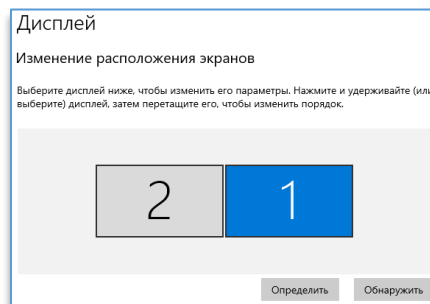 Дисплей
Изменение расположения экранов
Выберите дисплей ниже, чтобы изменить его параметры. Нажмите и удерживайте (или
выберите) дисплей, затем перетащите его, чтобы изменить порядок.
2 1
Определить Обнаружить